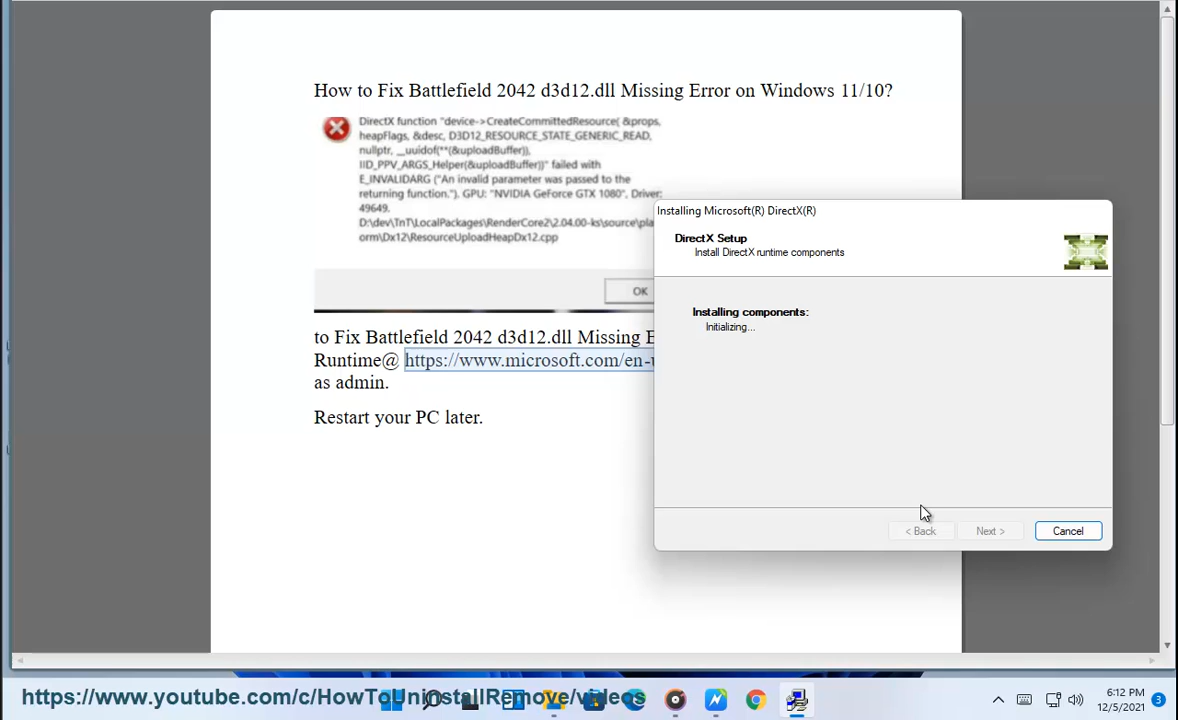 How to Fix Battlefield 2042 d3d12.dll Missing Error on Windows 11/10?
DirectX function "device->CreateCommittedResource( &props,
heapFlags, &desc, D3D12_RESOURCE_STATE_GENERIC_READ,
nullptr, __uuidof(**(&uploadBuffer)),
IID_PPV_ARGS_Helper(&uploadBuffer))" failed with
E_INVALIDARG ("An invalid parameter was passed to the
returning function."). GPU: "NVIDIA GeForce GTX 1080", Driver:
49649.
D:\dev\TnT\LocalPackages\RenderCore2\2.04.00-ks\source\pla
orm\Dx12\ResourceUploadHeapDx12.cpp
OK
Installing Microsoft(R) DirectX(R)
DirectX Setup
Install DirectX runtime components
Installing components:
Initializing...
< Back
Next >
Cancel
to Fix Battlefield 2042 d3d12.dll Missing E
Runtime@ https://www.microsoft.com/en-u
as admin.
Restart your PC later.
https://www.youtube.com/c/HowToUninstallRemove/videos
6:12 PM
12/5/2021
3